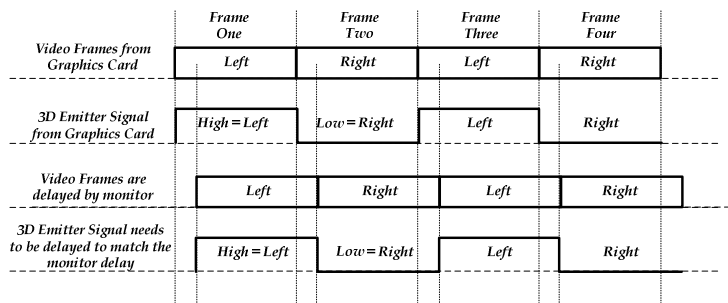 Frame One
Frame Two
Frame Three
Frame Four
Video Frames from
Graphics Card
Left
Right
Left
Right
3D Emitter Signal
from Graphics Card
High=Left
Low=Right
Left
Right
Video Frames are
delayed by monitor
Left
Right
Left
Right
3D Emitter Signal needs
to be delayed to match the
monitor delay
High=Left
Low=Right
Left
Right